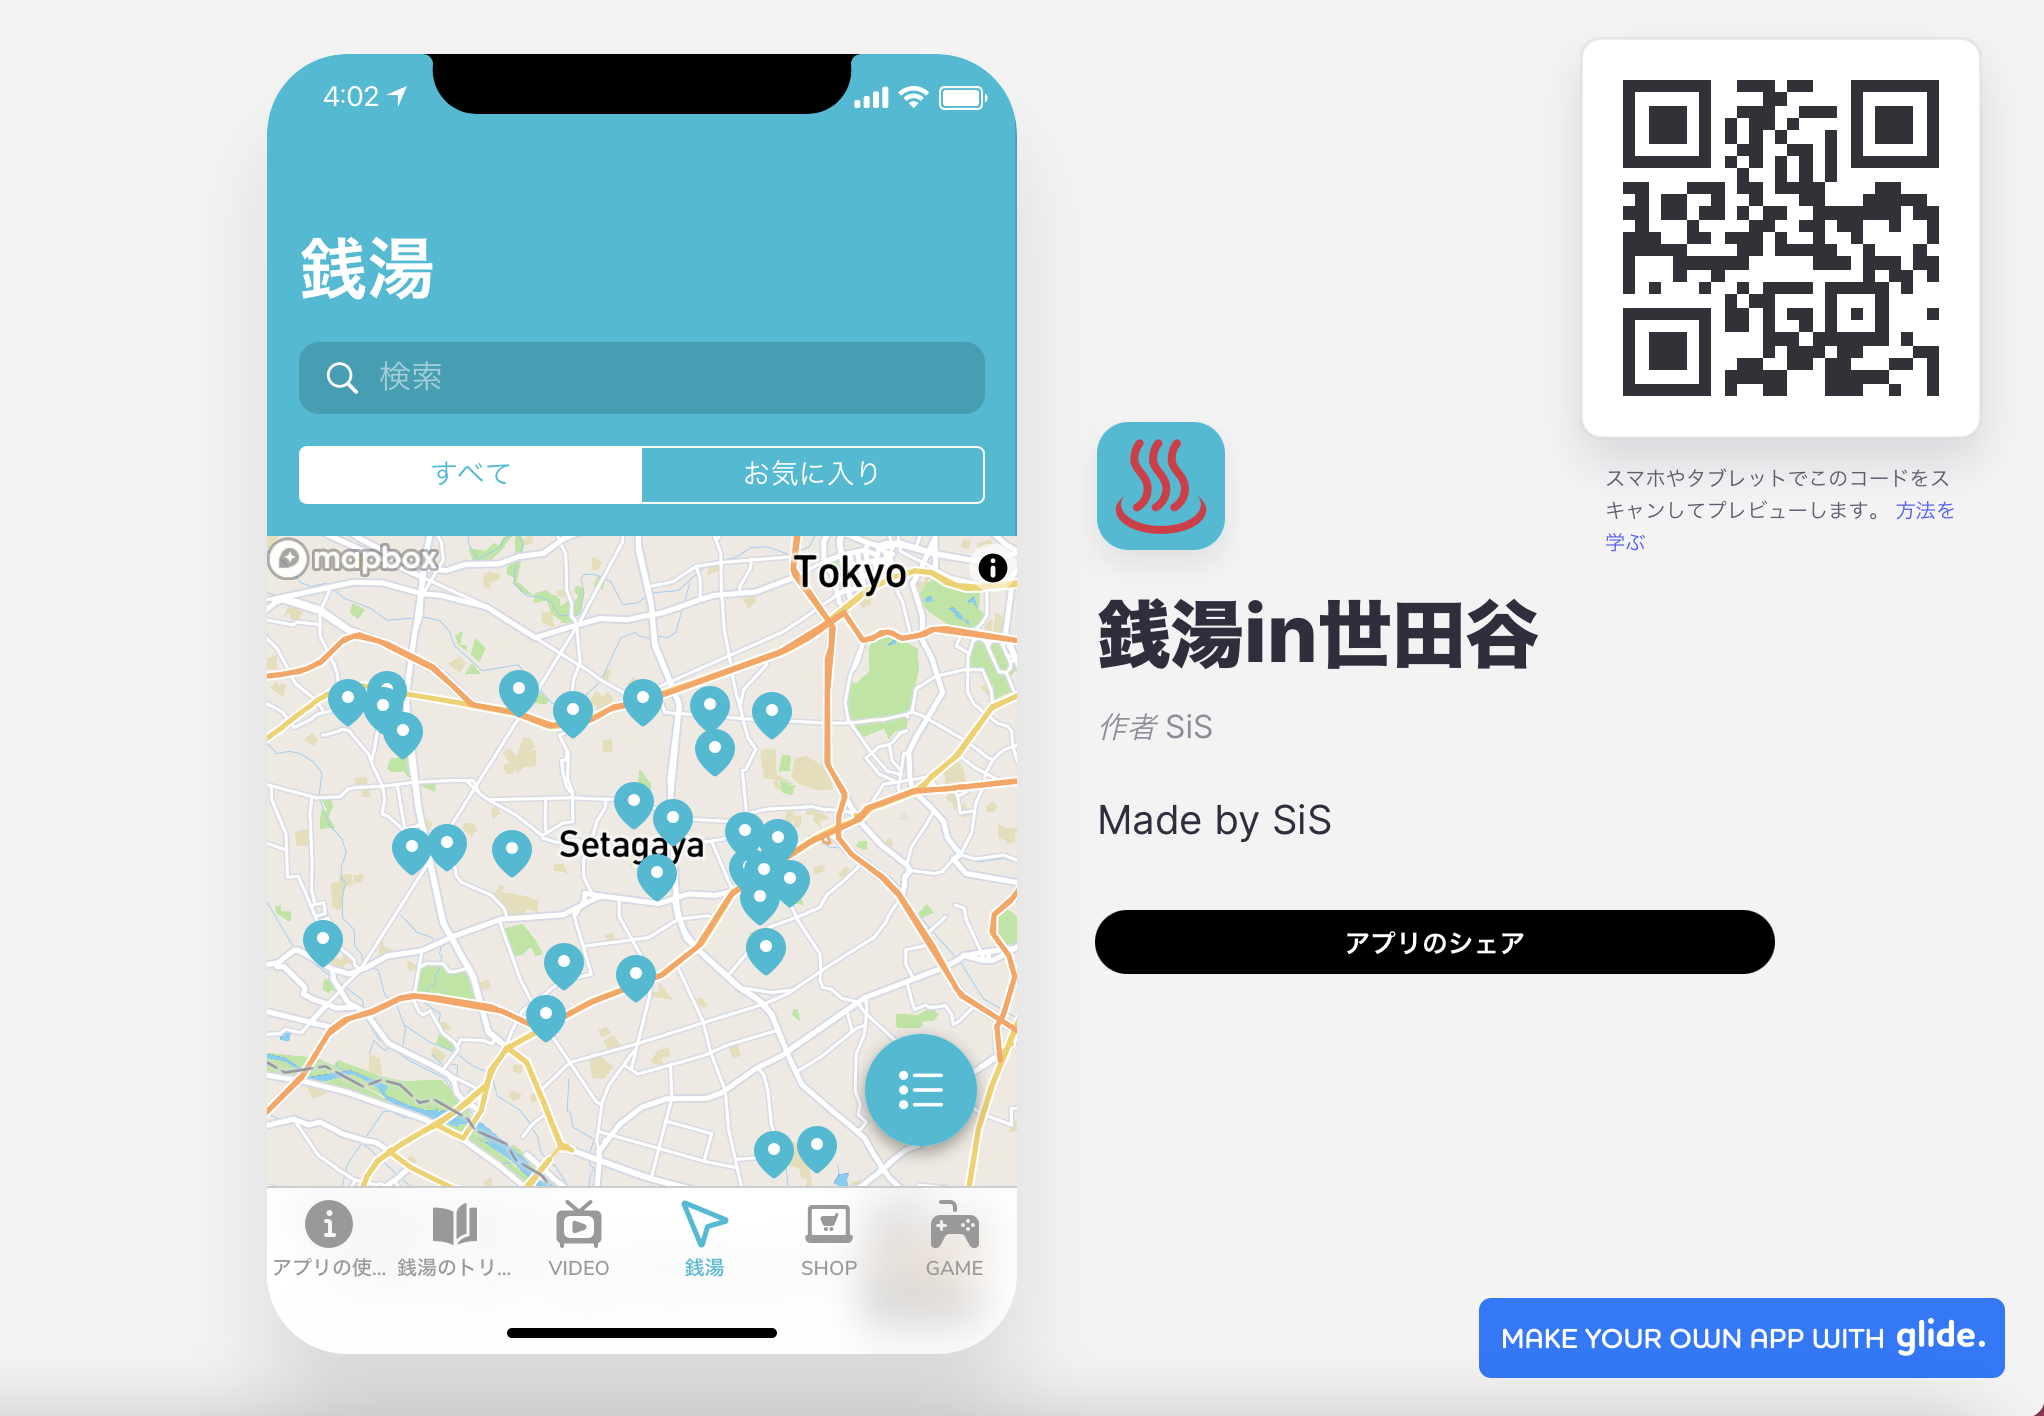 4:02
銭湯
検索
すべて
お気に入り
mapbox
Tokyo
Setagaya
アプリの使...
銭湯のトリ...
VIDEO
銭湯
SHOP
GAME
スマホやタブレットでこのコードをス
キャンしてプレビューします。 方法を
学ぶ
銭湯in世田谷
作者 SiS
Made by SiS
アプリのシェア
MAKE YOUR OWN APP WITH glide.